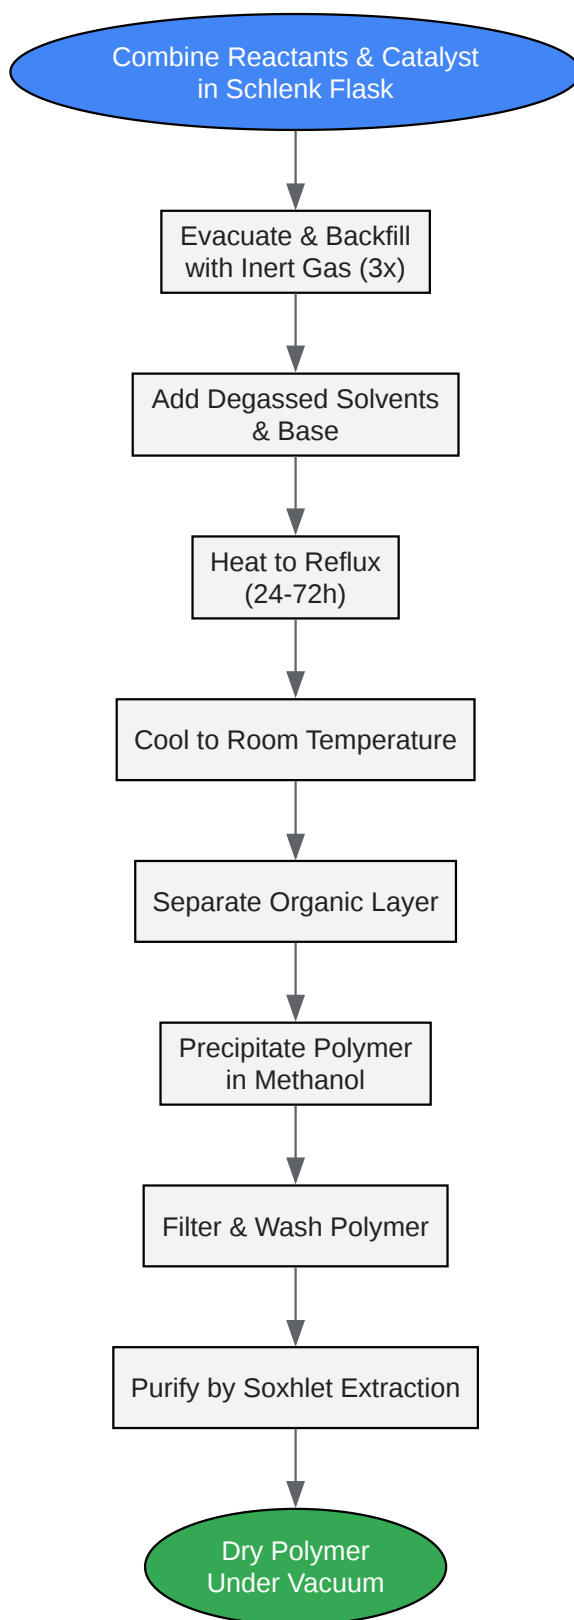 Combine Reactants & Catalyst
in Schlenk Flask
Evacuate & Backfill
with Inert Gas (3x)
Add Degassed Solvents
& Base
Heat to Reflux
(24-72h)
Cool to Room Temperature
Separate Organic Layer
Precipitate Polymer
in Methanol
Filter & Wash Polymer
Purify by Soxhlet Extraction
Dry Polymer
Under Vacuum